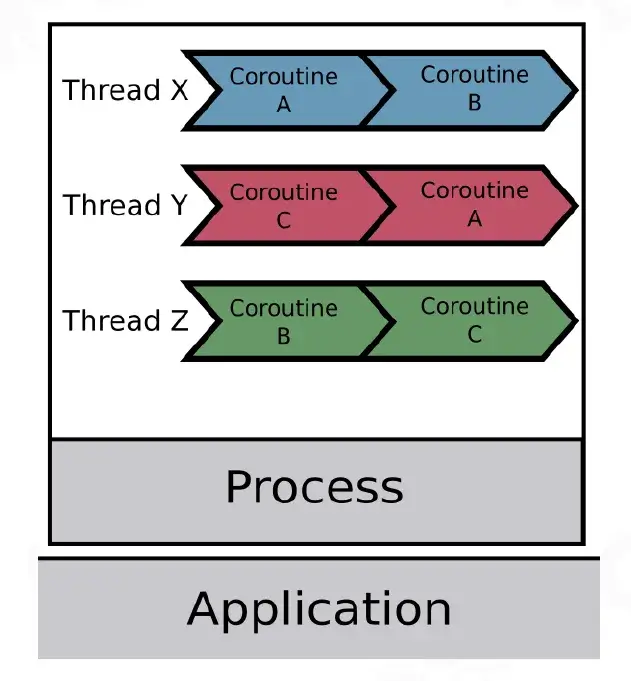 Thread X
Coroutine
A
Coroutine
B
Thread Y
Coroutine
C
Coroutine
A
Thread Z
Coroutine
B
Coroutine
C
Process
Application